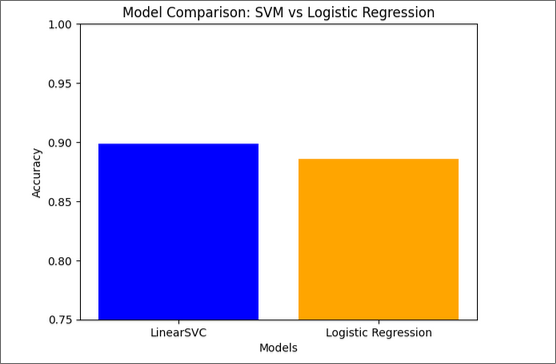 Model Comparison: SVM vs Logistic Regression
1.00
0.95
0.90
0.85
0.80
0.75
Accuracy
LinearSVC
Logistic Regression
Models